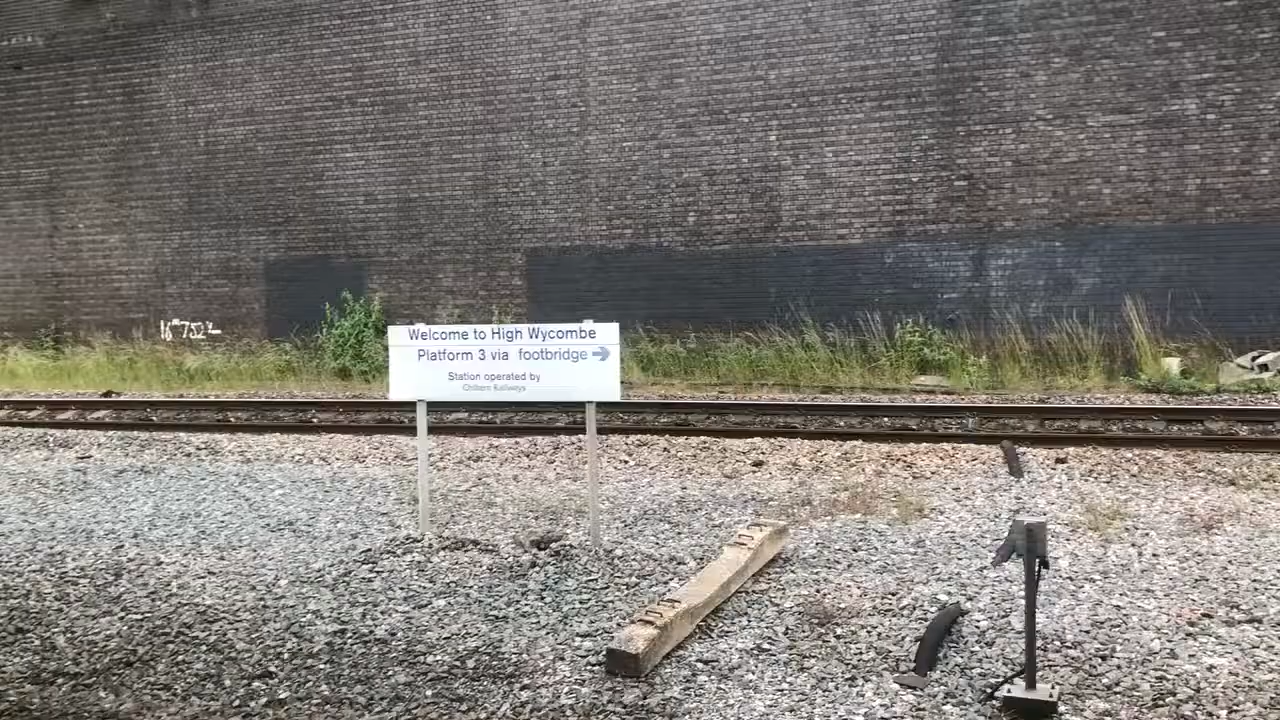 Welcome to High Wycombe
Platform 3 via footbridge
Station operated by
Chiltern Railways